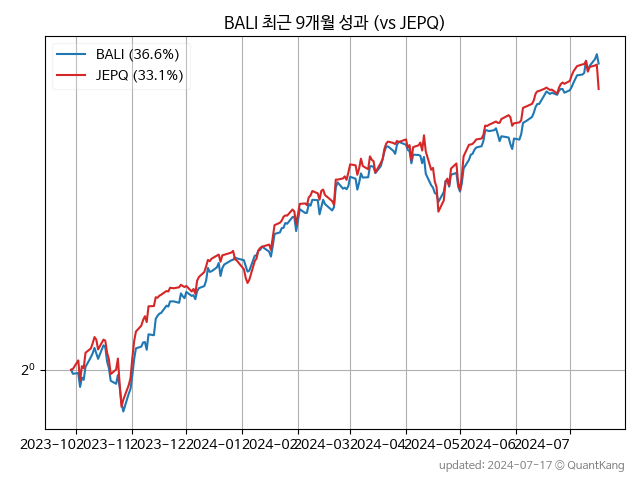 BALI 최근 9개월 성과 (vs JEPQ)
BALI (36.6%)
JEPQ (33.1%)
2⁰
2023-10 2023-11 2023-12 2024-01 2024-02 2024-03 2024-04 2024-05 2024-06 2024-07
updated: 2024-07-17 © QuantKang